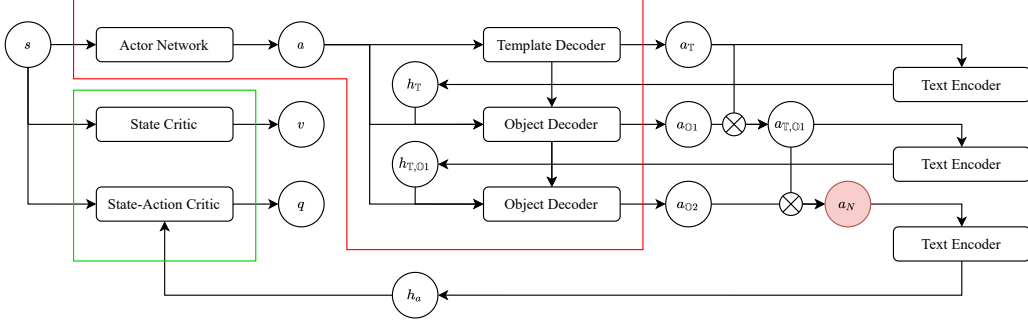 s
Actor Network
a
Template Decoder
a_𝕋
h_𝕋
Text Encoder
State Critic
v
Object Decoder
a_𝕆1
a_𝕋,𝕆1
h_𝕋,𝕆1
Text Encoder
State-Action Critic
q
Object Decoder
a_𝕆2
a_N
Text Encoder
h_a